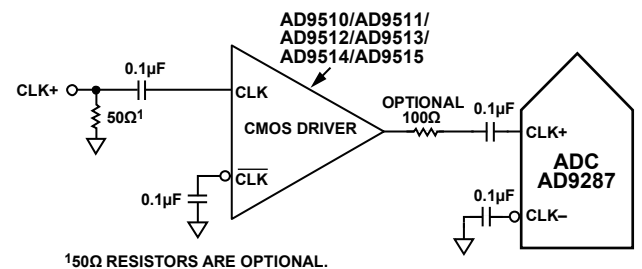 AD9510/AD9511/
AD9512/AD9513/
AD9514/AD9515
0.1µF
CLK+
50Ω1
CLK
CMOS DRIVER
CLK
0.1µF
OPTIONAL
100Ω
0.1µF
CLK+
ADC
AD9287
0.1µF
CLK–
150Ω RESISTORS ARE OPTIONAL.